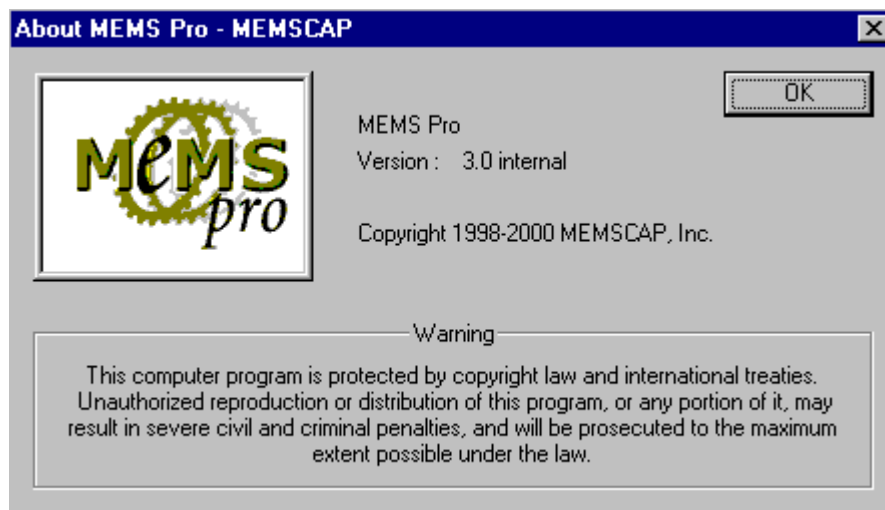 About MEMS Pro - MEMSCAP
OK
MeMS
pro
MEMS Pro
Version : 3.0 internal
Copyright 1998-2000 MEMSCAP, Inc.
Warning
This computer program is protected by copyright law and international treaties.
Unauthorized reproduction or distribution of this program, or any portion of it, may
result in severe civil and criminal penalties, and will be prosecuted to the maximum
extent possible under the law.